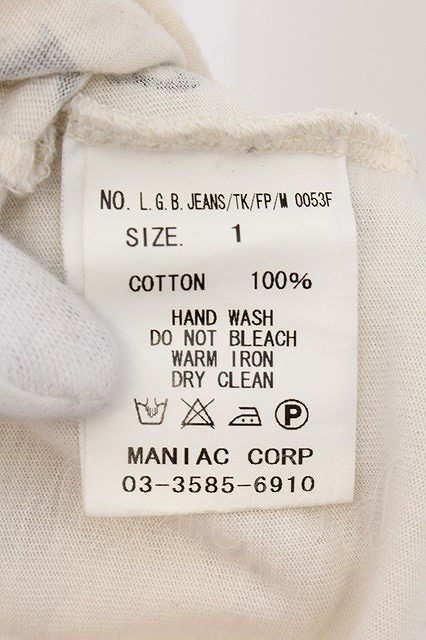 NO. L.G.B.JEANS/TK/FP/M 0053F
SIZE. 1
COTTON 100%
HAND WASH
DO NOT BLEACH
WARM IRON
DRY CLEAN
P
MANIAC CORP
03-3585-6910